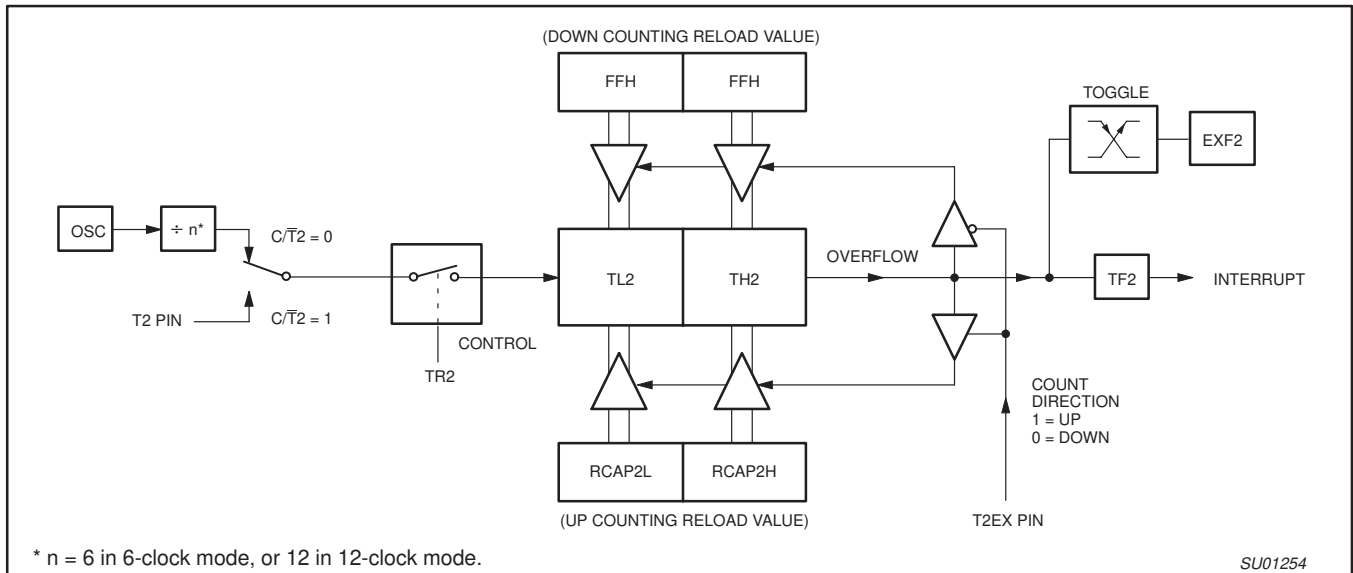 (DOWN COUNTING RELOAD VALUE)
FFH
FFH
TOGGLE
EXF2
OSC
÷ n*
C/T̅2 = 0
TL2
TH2
OVERFLOW
TF2
INTERRUPT
T2 PIN
C/T̅2 = 1
CONTROL
TR2
COUNT
DIRECTION
1 = UP
0 = DOWN
RCAP2L
RCAP2H
(UP COUNTING RELOAD VALUE)
T2EX PIN
* n = 6 in 6-clock mode, or 12 in 12-clock mode.
SU01254